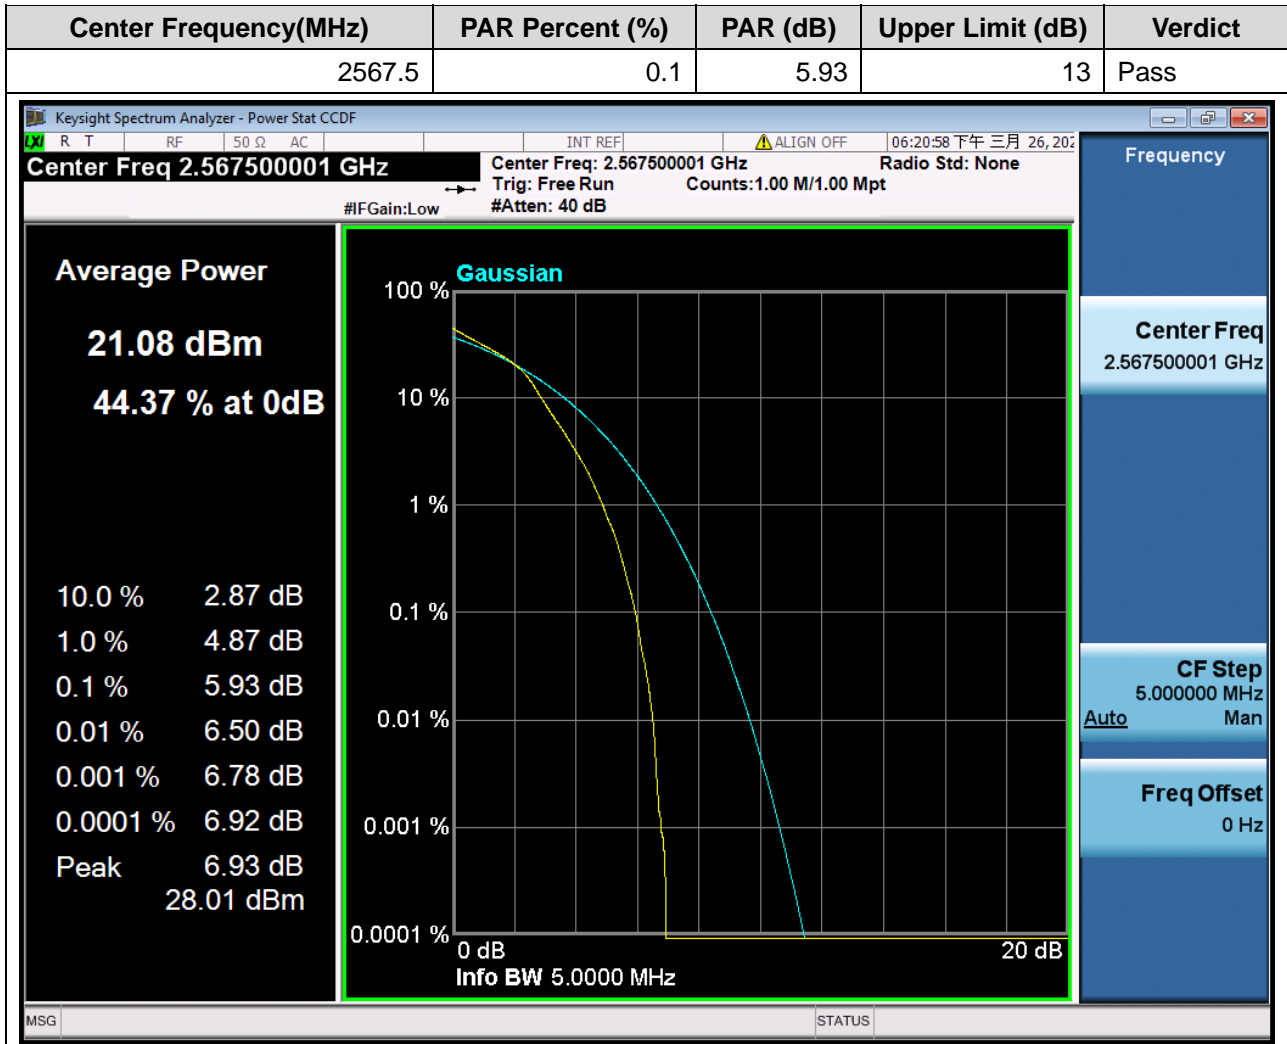 Center Frequency(MHz) PAR Percent (%) PAR (dB) Upper Limit (dB) Verdict
2567.5 0.1 5.93 13 Pass
Keysight Spectrum Analyzer - Power Stat CCDF
LXI R T RF 50 Ω AC INT REF ALIGN OFF 06:20:58 下午 三月 26, 202
Center Freq 2.567500001 GHz
Center Freq: 2.567500001 GHz Radio Std: None
Trig: Free Run Counts:1.00 M/1.00 Mpt
#IFGain:Low #Atten: 40 dB
Frequency
Average Power
21.08 dBm
44.37 % at 0dB
10.0 % 2.87 dB
1.0 % 4.87 dB
0.1 % 5.93 dB
0.01 % 6.50 dB
0.001 % 6.78 dB
0.0001 % 6.92 dB
Peak 6.93 dB
28.01 dBm
Gaussian
100 %
10 %
1 %
0.1 %
0.01 %
0.001 %
0.0001 %
0 dB 20 dB
Info BW 5.0000 MHz
Center Freq
2.567500001 GHz
CF Step
5.000000 MHz
Auto Man
Freq Offset
0 Hz
MSG STATUS